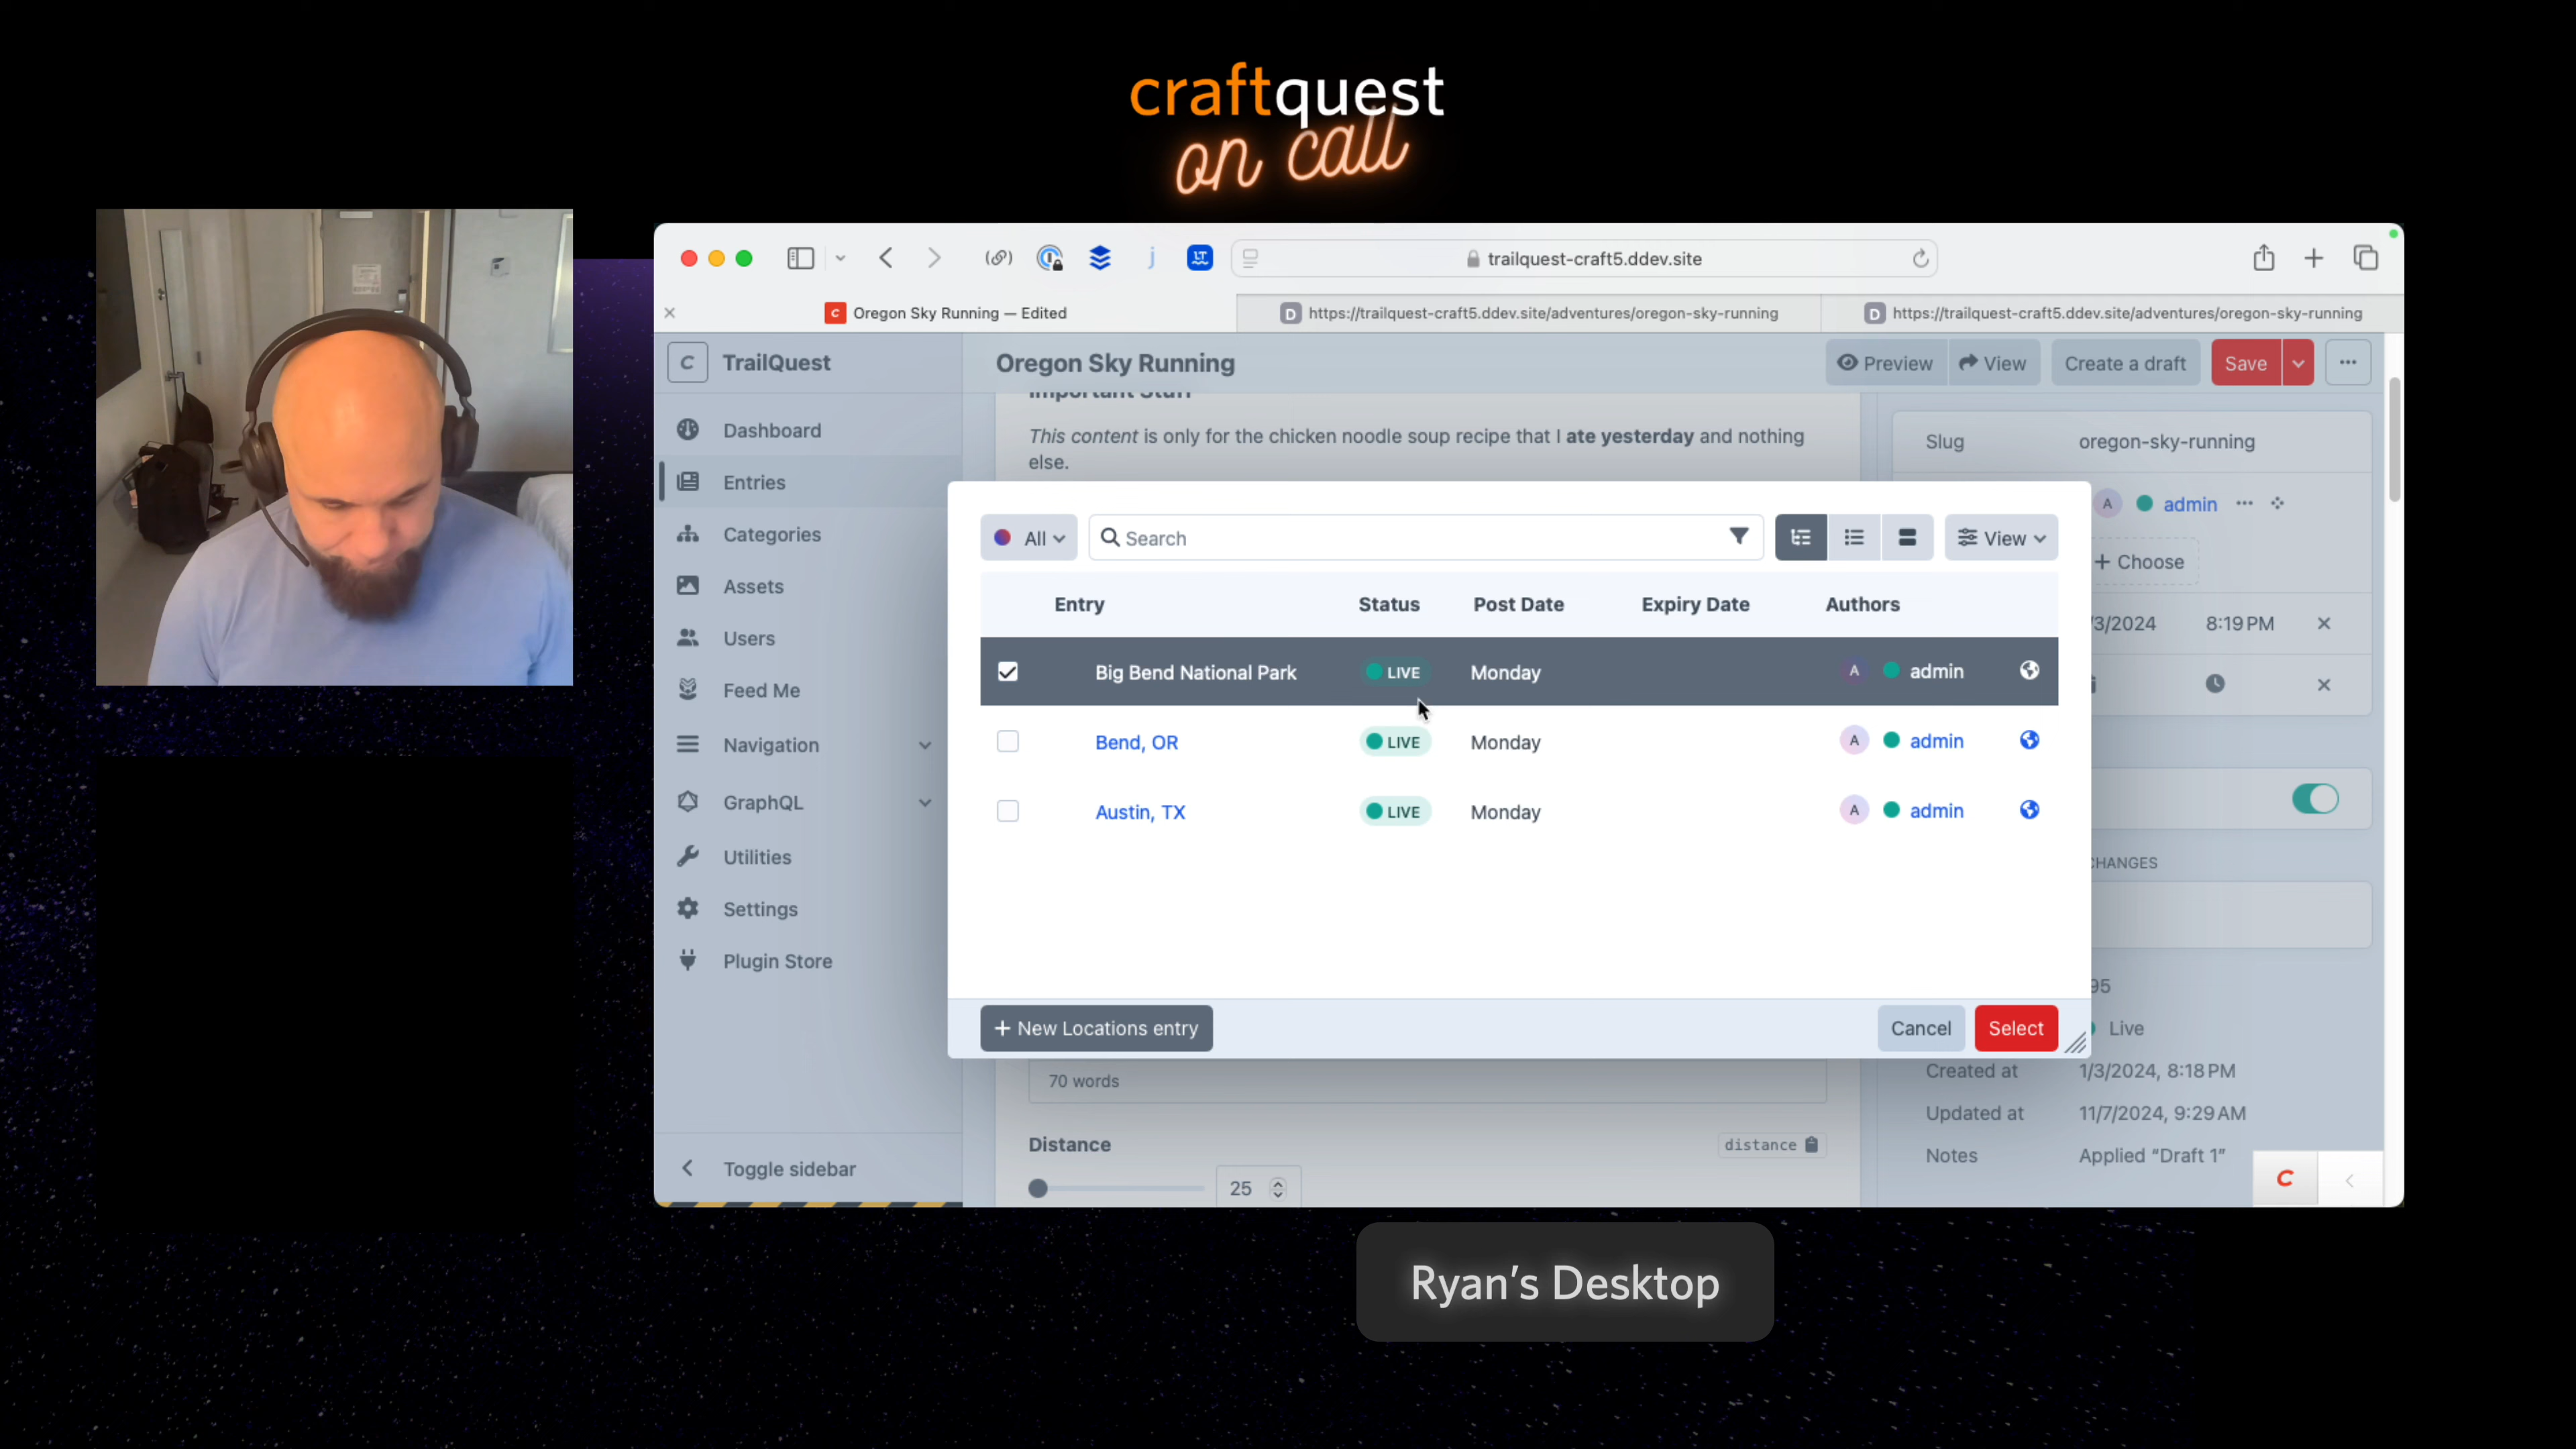 craftquest
on call
trailquest-craft5.ddev.site
Oregon Sky Running — Edited
https://trailquest-craft5.ddev.site/adventures/oregon-sky-running
https://trailquest-craft5.ddev.site/adventures/oregon-sky-running
TrailQuest
Oregon Sky Running
Preview
View
Create a draft
Save
Dashboard
Entries
Categories
Assets
Users
Feed Me
Navigation
GraphQL
Utilities
Settings
Plugin Store
Toggle sidebar
Important Stuff
This content is only for the chicken noodle soup recipe that I ate yesterday and nothing
else.
Slug oregon-sky-running
A admin
+ Choose
/3/2024 8:19 PM
All
Search
View
Entry Status Post Date Expiry Date Authors
Big Bend National Park LIVE Monday A admin
Bend, OR LIVE Monday A admin
Austin, TX LIVE Monday A admin
+ New Locations entry
Cancel
Select
CHANGES
95
Live
Created at 1/3/2024, 8:18 PM
Updated at 11/7/2024, 9:29 AM
Notes Applied “Draft 1”
70 words
Distance
distance
25
Ryan’s Desktop